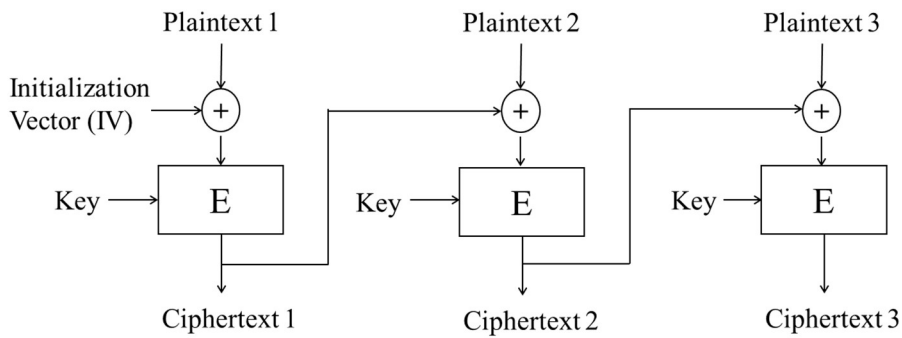 Plaintext 1
Plaintext 2
Plaintext 3
Initialization
Vector (IV)
+
+
+
Key
E
Key
E
Key
E
Ciphertext 1
Ciphertext 2
Ciphertext 3